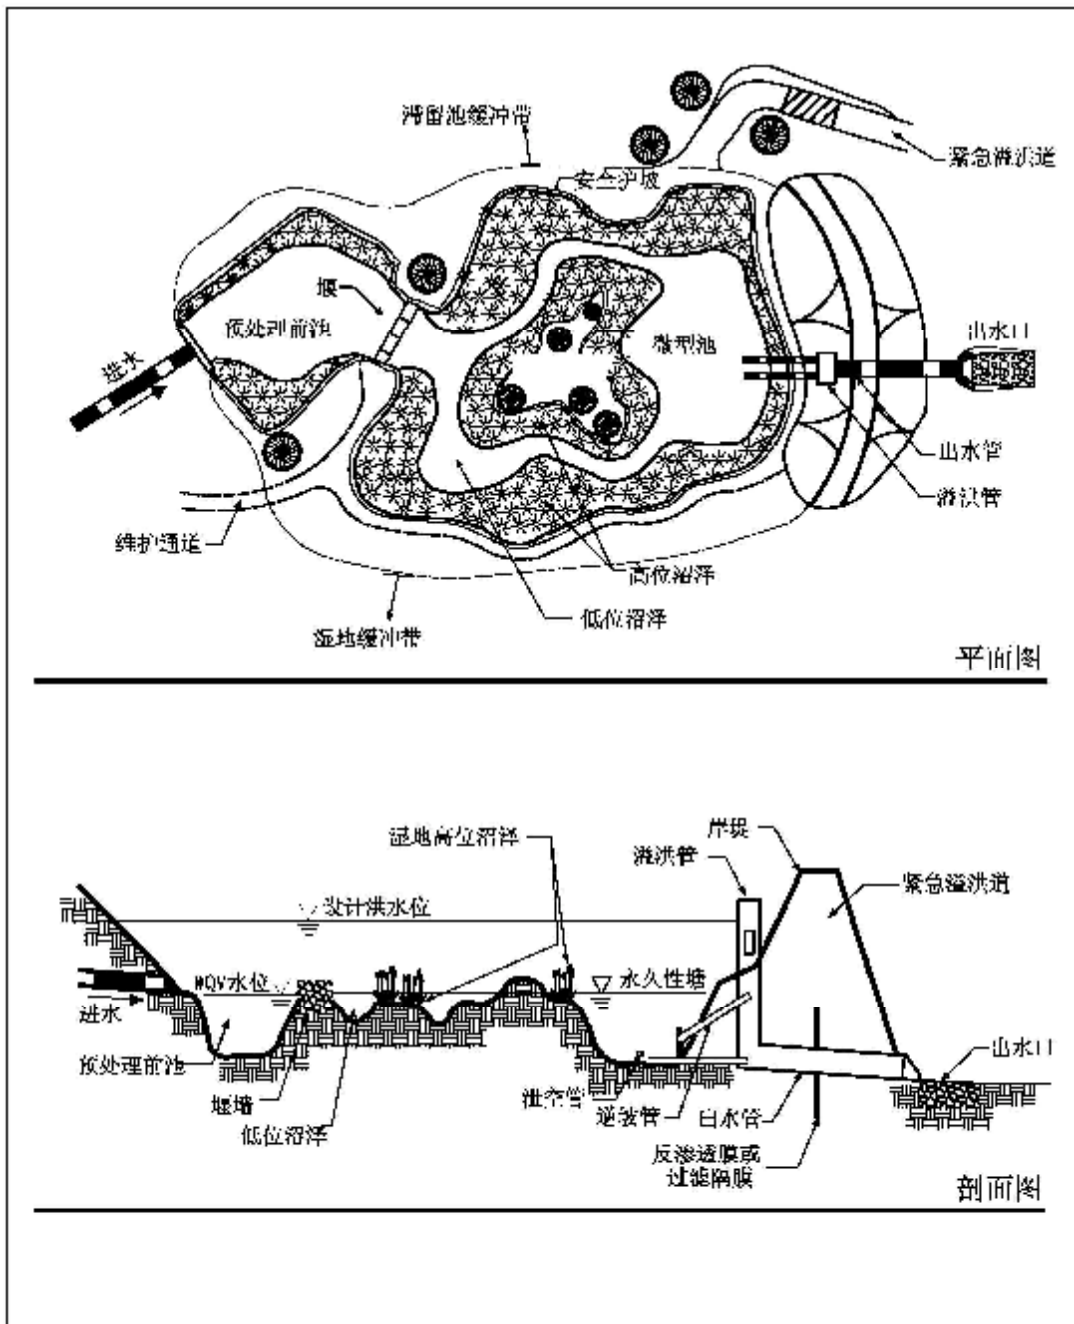 滞留池缓冲带
紧急溢洪道
安全护坡
堰
预处理前池
微型池
出水口
进水
出水管
溢洪管
维护通道
高位沼泽
低位沼泽
湿地缓冲带
平面图
湿地高位沼泽
岸堤
溢洪管
紧急溢洪道
设计洪水位
WQV水位
永久性塘
进水
预处理前池
出水口
堰墙
泄空管
逆坡管
白水管
低位沼泽
反渗透膜或
过滤隔膜
剖面图